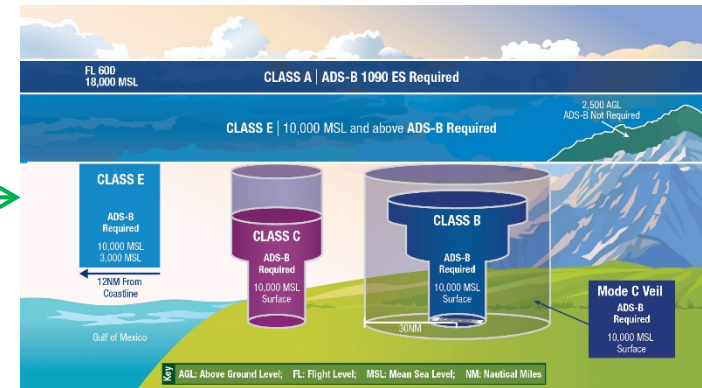 FL 600
18,000 MSL
CLASS A | ADS-B 1090 ES Required
2,500 AGL
ADS-B Not Required
CLASS E | 10,000 MSL and above ADS-B Required
CLASS E
ADS-B
Required
10,000 MSL
3,000 MSL
12NM From
Coastline
Gulf of Mexico
CLASS C
ADS-B
Required
10,000 MSL
Surface
CLASS B
ADS-B
Required
10,000 MSL
Surface
30NM
Mode C Veil
ADS-B
Required
10,000 MSL
Surface
Key
AGL: Above Ground Level; FL: Flight Level; MSL: Mean Sea Level; NM: Nautical Miles